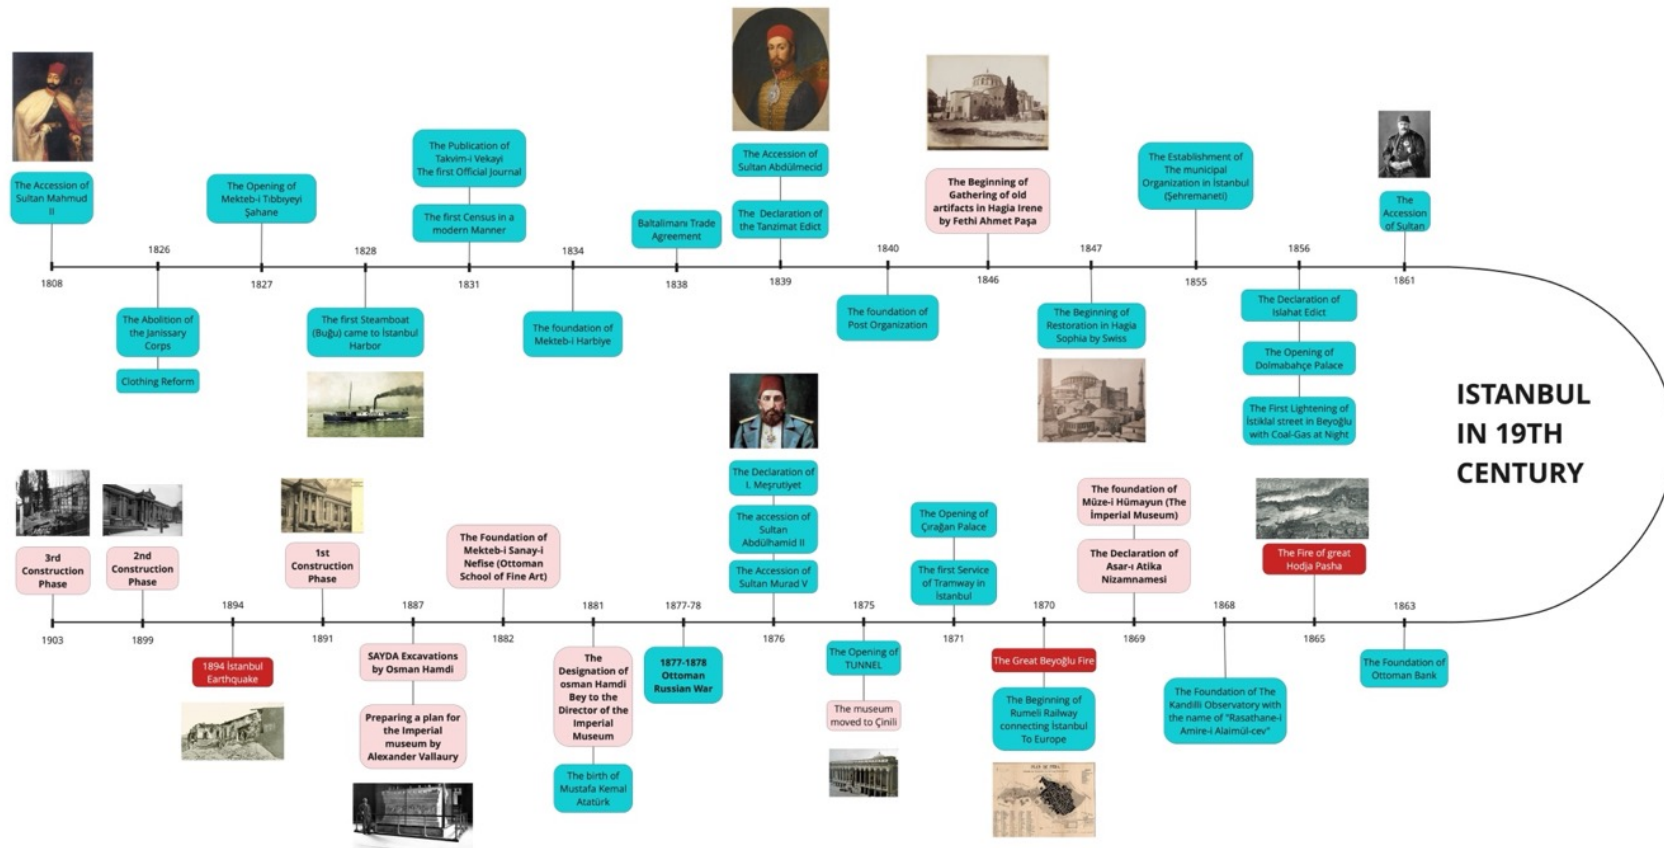 The Accession of
Sultan Mahmud
II
1808
1826
The Abolition of
the Janissary
Corps
Clothing Reform
The Opening of
Mekteb-i Tıbbıyeyi
Şahane
1827
1828
The first Steamboat
(Buğu) came to İstanbul
Harbor
The Publication of
Takvim-i Vekayi
The first Official Journal
The first Census in a
modern Manner
1831
1834
The foundation of
Mekteb-i Harbiye
Baltalimanı Trade
Agreement
1838
The Accession of
Sultan Abdülmecid
The Declaration of
the Tanzimat Edict
1839
1840
The foundation of
Post Organization
The Beginning of
Gathering of old
artifacts in Hagia Irene
by Fethi Ahmet Paşa
1846
1847
The Beginning of
Restoration in Hagia
Sophia by Swiss
The Establishment of
The municipal
Organization in İstanbul
(Şehremaneti)
1855
1856
The Declaration of
Islahat Edict
The Opening of
Dolmabahçe Palace
The First Lightening of
İstiklal street in Beyoğlu
with Coal-Gas at Night
The
Accession
of Sultan
1861
ISTANBUL
IN 19TH
CENTURY
1863
The Foundation of
Ottoman Bank
The Fire of great
Hodja Pasha
1865
1868
The Foundation of The
Kandilli Observatory with
the name of "Rasathane-i
Amire-i Alaimül-cev"
The foundation of
Müze-i Hümayun (The
İmperial Museum)
The Declaration of
Asar-ı Atika
Nizamnamesi
1869
1870
The Great Beyoğlu Fire
The Beginning of
Rumeli Railway
connecting İstanbul
To Europe
The Opening of
Çırağan Palace
The first Service
of Tramway in
İstanbul
1871
1875
The Opening of
TUNNEL
The museum
moved to Çinili
The Declaration of
I. Meşrutiyet
The accession of
Sultan
Abdülhamid II
The Accession of
Sultan Murad V
1876
1877-78
1877-1878
Ottoman
Russian War
1881
The
Designation of
osman Hamdi
Bey to the
Director of the
Imperial
Museum
The birth of
Mustafa Kemal
Atatürk
The Foundation of
Mekteb-i Sanay-i
Nefise (Ottoman
School of Fine Art)
1882
1887
SAYDA Excavations
by Osman Hamdi
Preparing a plan for
the Imperial
museum by
Alexander Vallaury
1st
Construction
Phase
1891
1894
1894 İstanbul
Earthquake
2nd
Construction
Phase
1899
3rd
Construction
Phase
1903